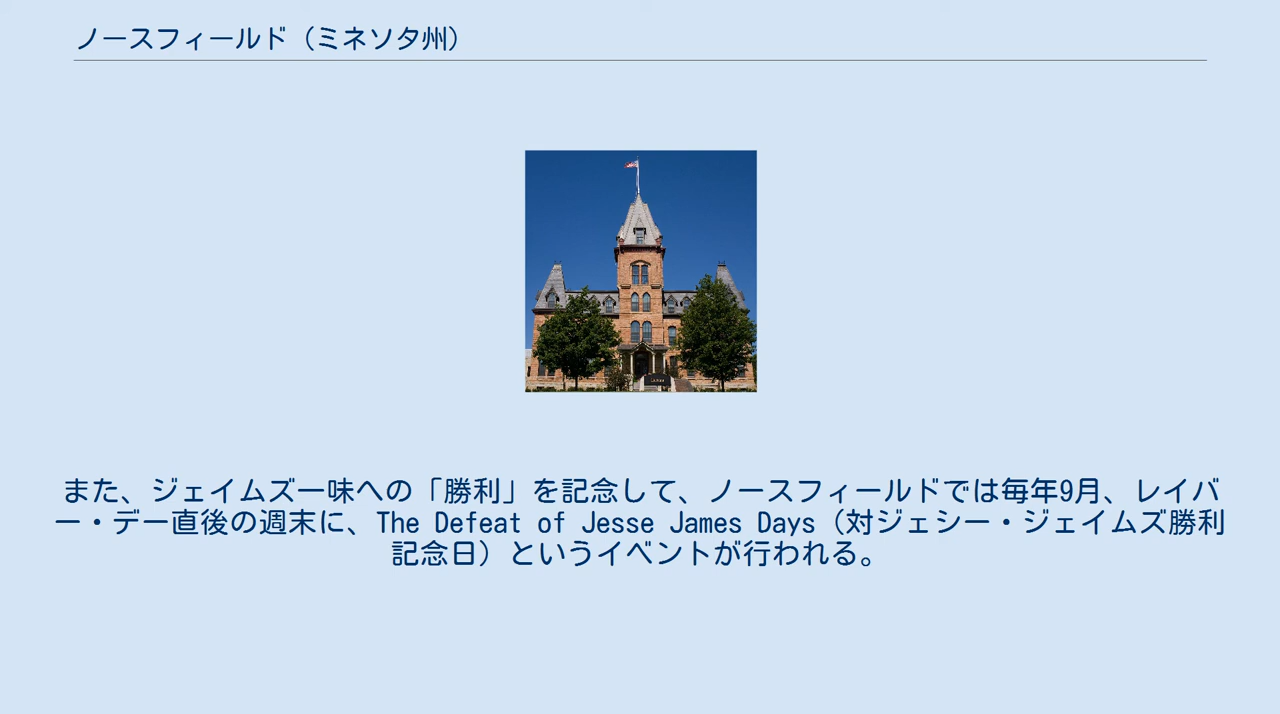 ノースフィールド（ミネソタ州）
また、ジェイムズ一味への「勝利」を記念して、ノースフィールドでは毎年9月、レイバ
ー・デー直後の週末に、The Defeat of Jesse James Days（対ジェシー・ジェイムズ勝利
記念日）というイベントが行われる。